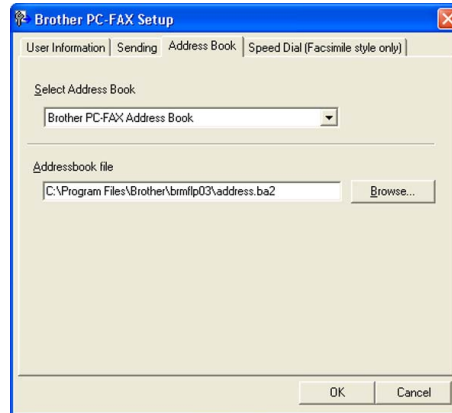 Brother PC-FAX Setup
User Information Sending Address Book Speed Dial (Facsimile style only)
Select Address Book
Brother PC-FAX Address Book
Addressbook file
C:\Program Files\Brother\brmflp03\address.ba2 Browse...
OK Cancel